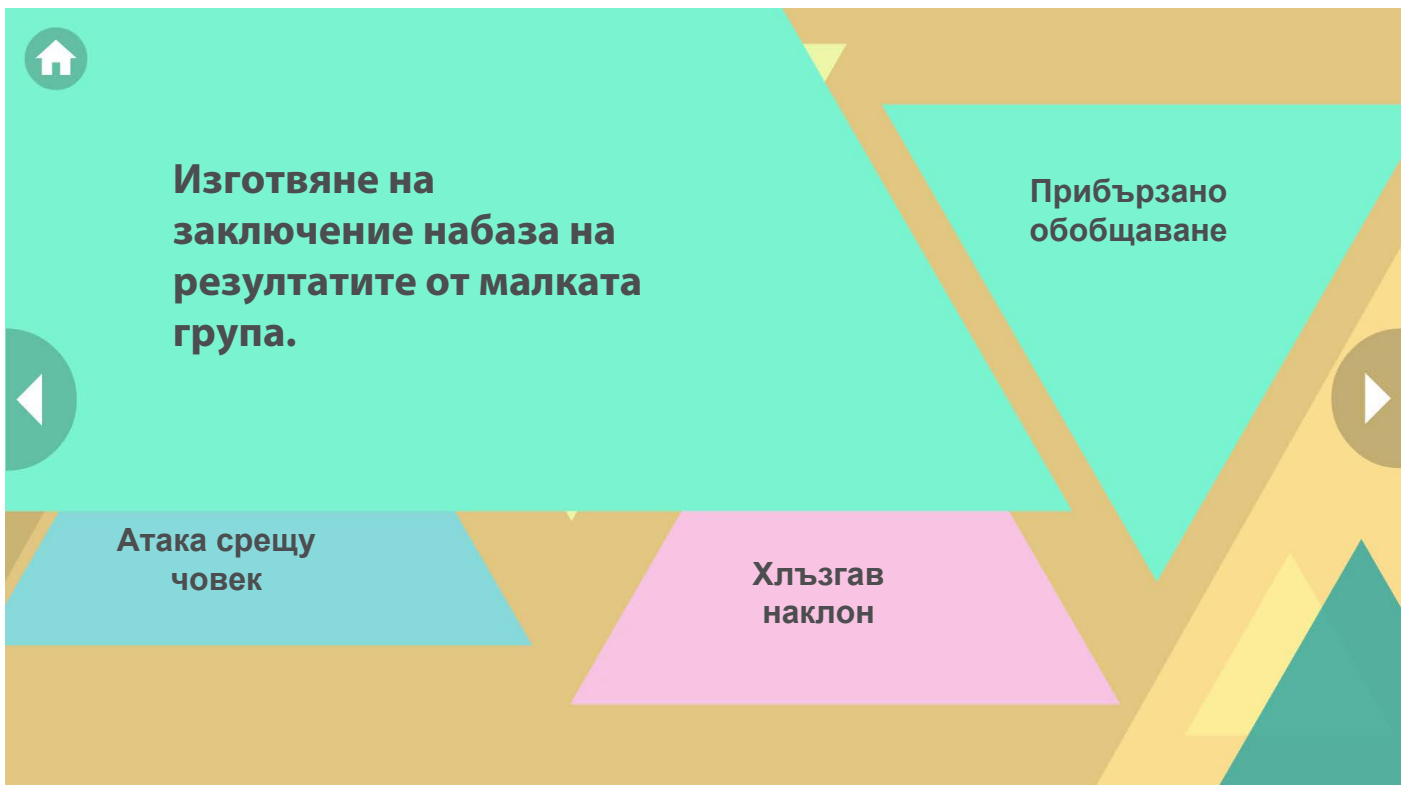 Изготвяне на
заключение набаза на
резултатите от малката
група.
Прибързано
обобщаване
Атака срещу
човек
Хлъзгав
наклон